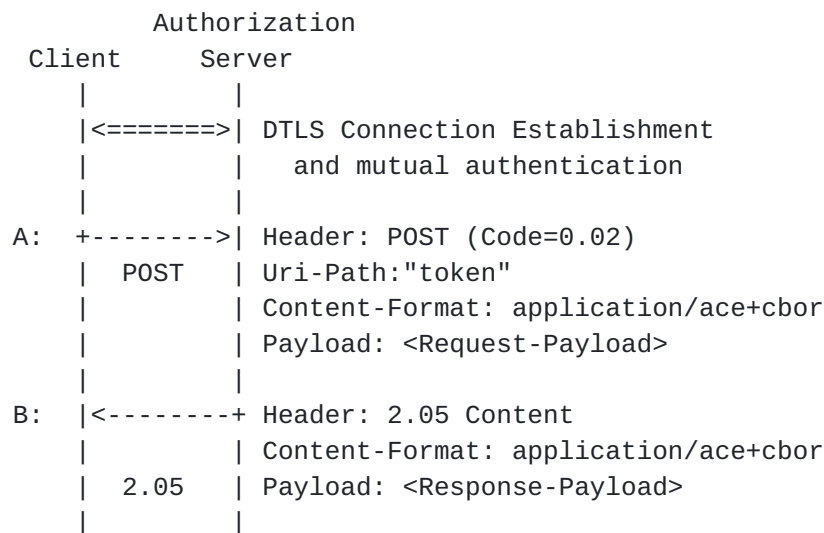 Authorization
 Client     Server
    |         |
    |<=======>| DTLS Connection Establishment
    |         |   and mutual authentication
    |         |
A:  +-------->| Header: POST (Code=0.02)
    |  POST   | Uri-Path:"token"
    |         | Content-Format: application/ace+cbor
    |         | Payload: <Request-Payload>
    |         |
B:  |<--------+ Header: 2.05 Content
    |         | Content-Format: application/ace+cbor
    |  2.05   | Payload: <Response-Payload>
    |         |